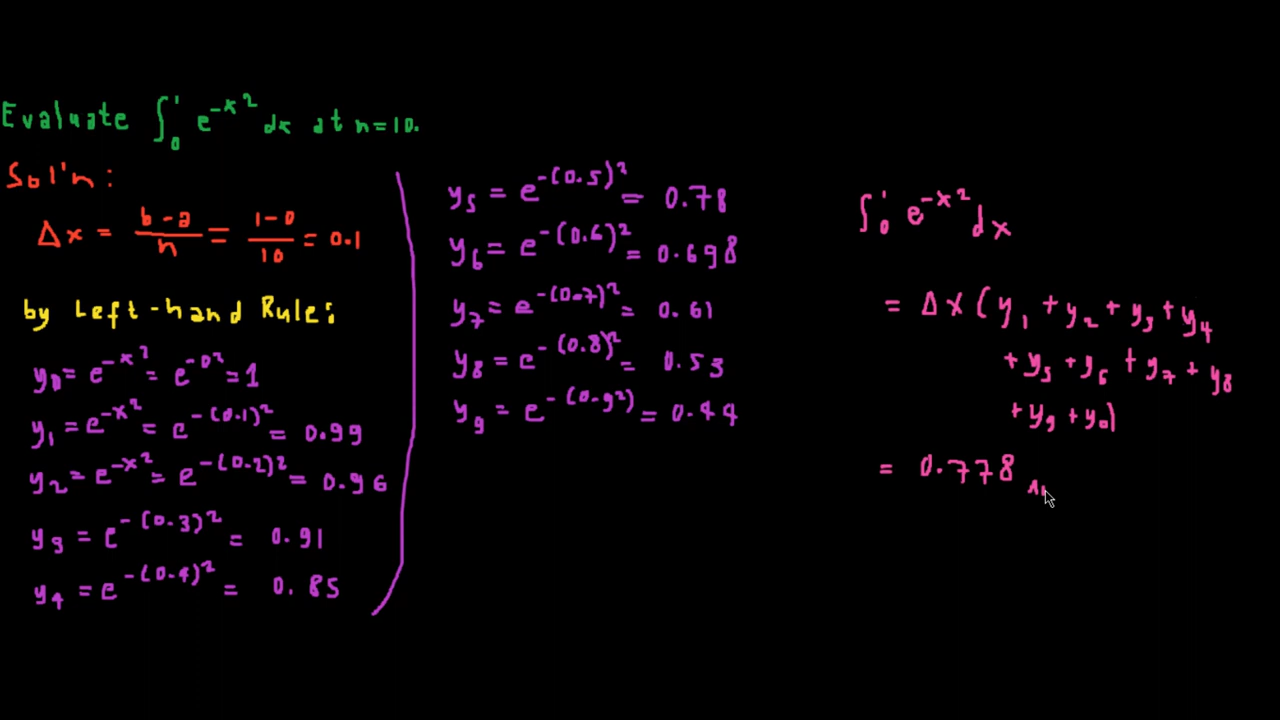 Evaluate ∫₀¹ e^{-x²} dx at n=10.
Sol'n:
Δx = (b-a)/n = (1-0)/10 = 0.1
by Left-hand Rule:
y₀ = e^{-x²} = e^{-0²} = 1
y₁ = e^{-x²} = e^{-(0.1)²} = 0.99
y₂ = e^{-x²} = e^{-(0.2)²} = 0.96
y₃ = e^{-(0.3)²} = 0.91
y₄ = e^{-(0.4)²} = 0.85
y₅ = e^{-(0.5)²} = 0.78
y₆ = e^{-(0.6)²} = 0.698
y₇ = e^{-(0.7)²} = 0.61
y₈ = e^{-(0.8)²} = 0.53
y₉ = e^{-(0.9²)} = 0.44
∫₀¹ e^{-x²} dx
= Δx (y₁ + y₂ + y₃ + y₄
+ y₅ + y₆ + y₇ + y₈
+ y₉ + y₀)
= 0.778